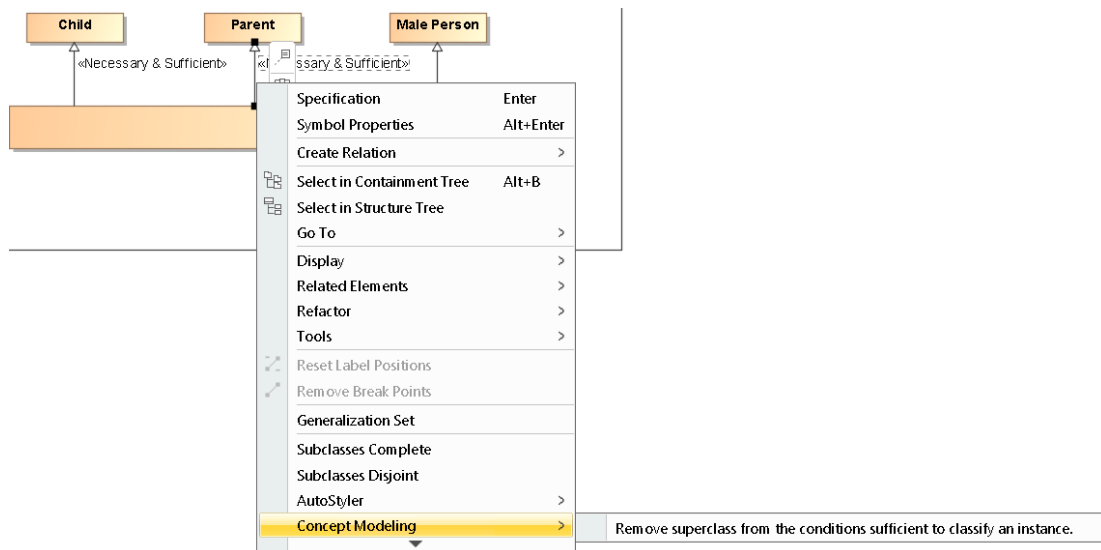 Child Parent Male Person
«Necessary & Sufficient» ssary & Sufficient»
Specification Enter
Symbol Properties Alt+Enter
Create Relation
Select in Containment Tree Alt+B
Select in Structure Tree
Go To
Display
Related Elements
Refactor
Tools
Reset Label Positions
Remove Break Points
Generalization Set
Subclasses Complete
Subclasses Disjoint
AutoStyler
Concept Modeling Remove superclass from the conditions sufficient to classify an instance.